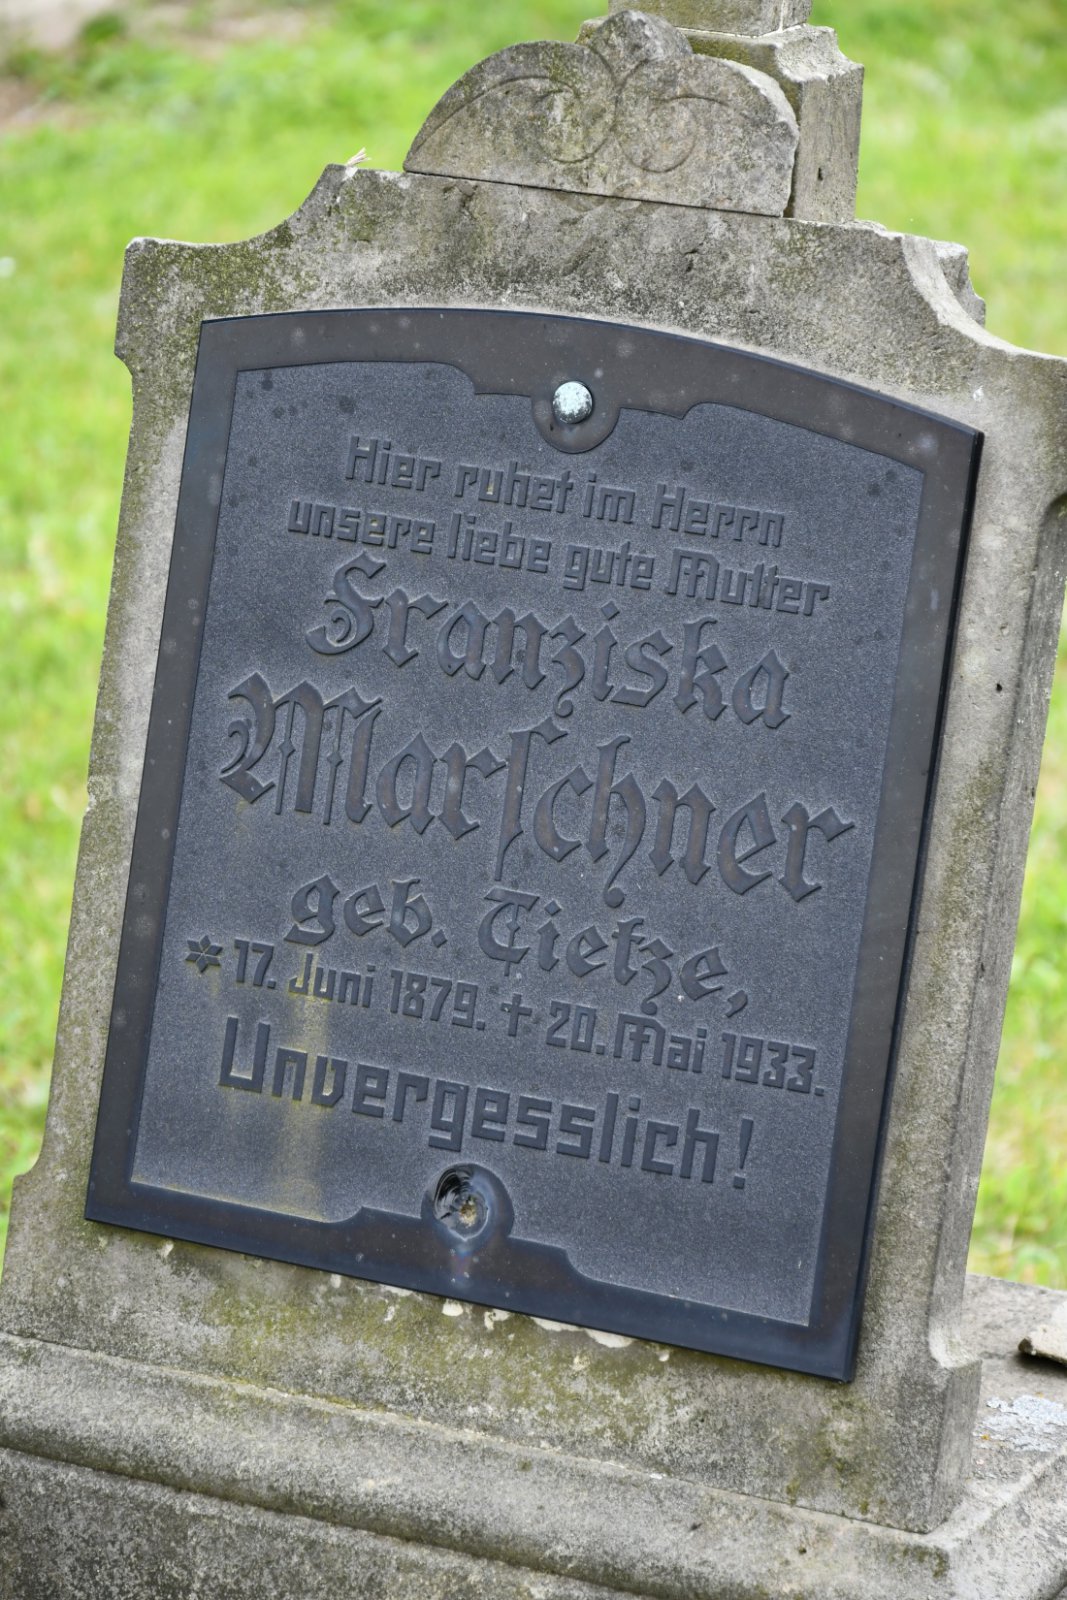 Hier ruhet im Herrn
unsere liebe gute Mutter
Franziska
Marſchner
geb. Tietze,
* 17. Juni 1879. † 20. Mai 1933.
Unvergesslich!